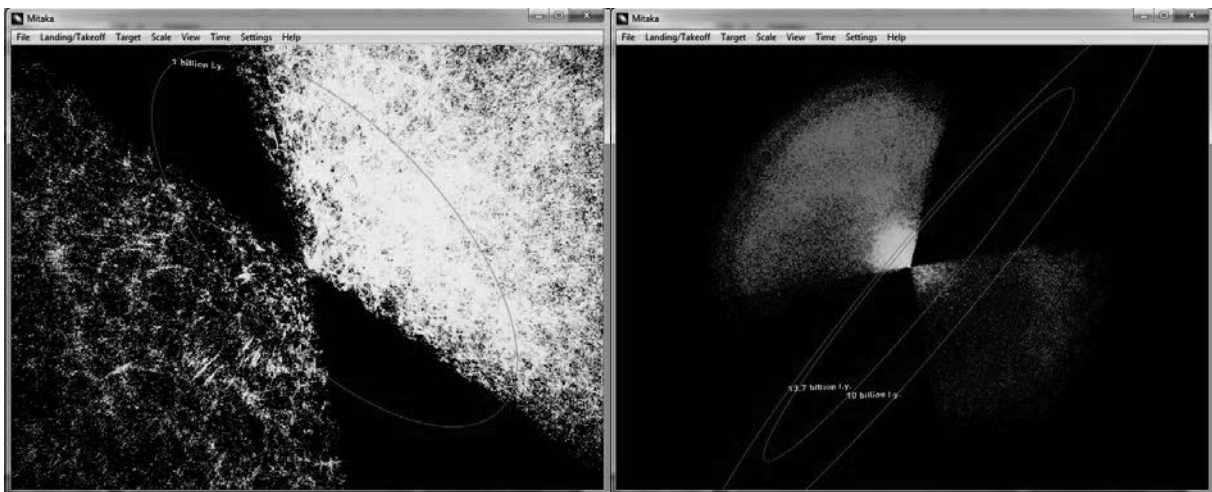 Mitaka
File Landing/Takeoff Target Scale View Time Settings Help
1 billion l.y.
Mitaka
File Landing/Takeoff Target Scale View Time Settings Help
13.7 billion l.y.
10 billion l.y.